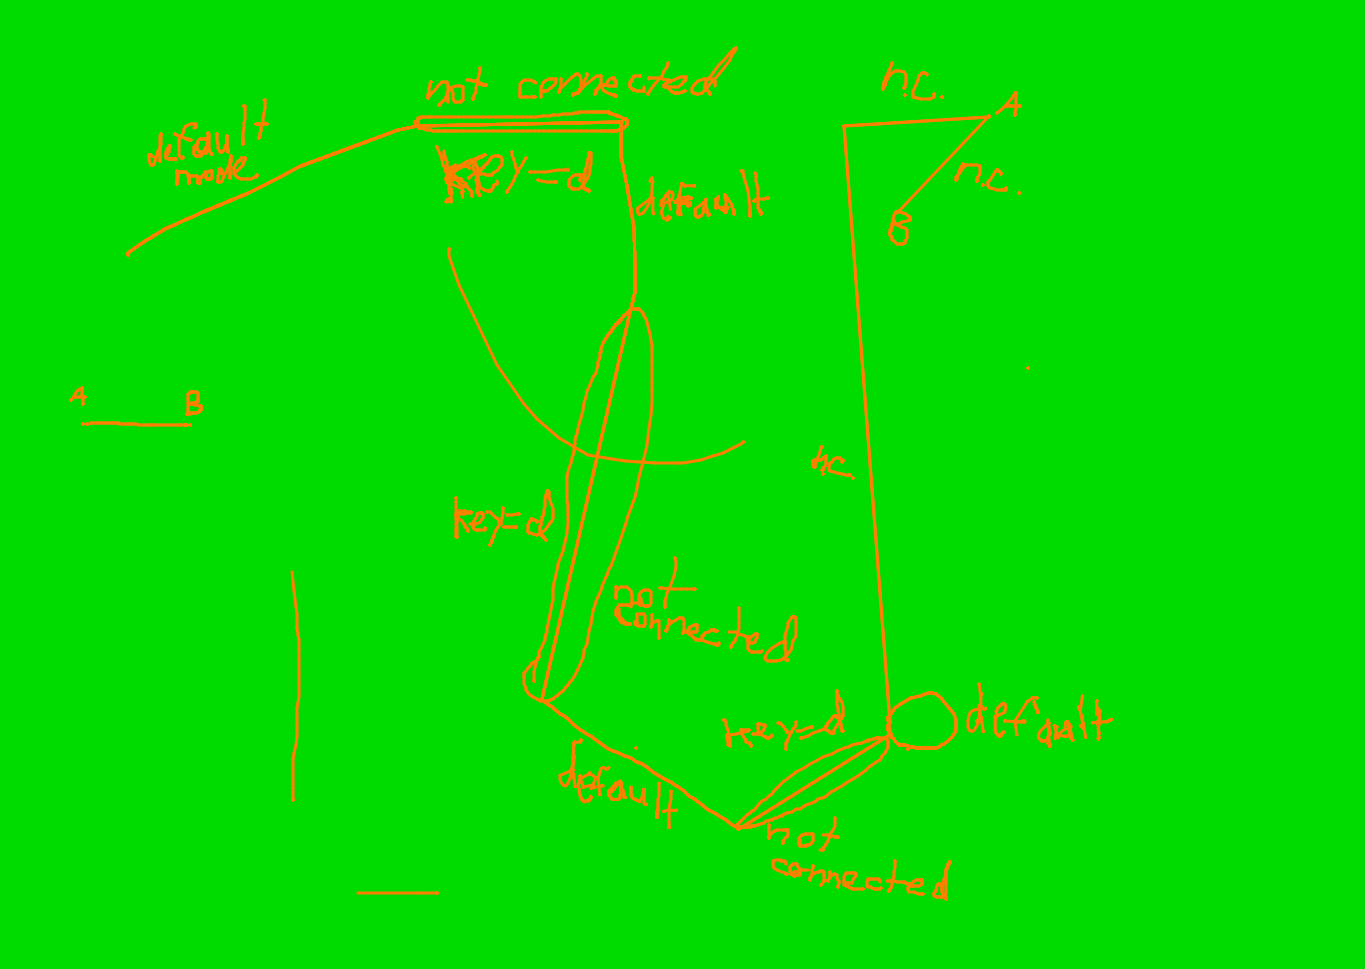 not connected
n.c.
A
default
mode
key=d
default
n.c.
B
A B
n.c.
key=d
not
connected
key=d
default
default
not
connected